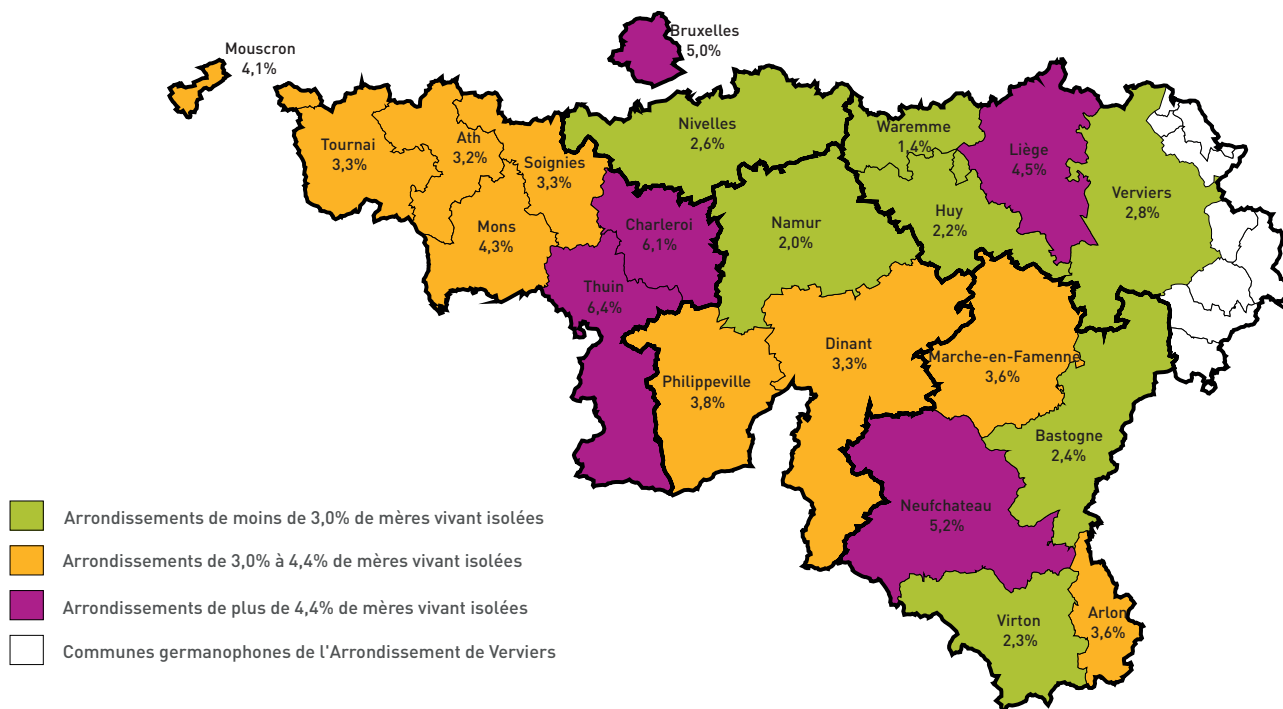 Bruxelles
5,0%
Mouscron
4,1%
Nivelles
2,6%
Waremme
1,4%
Liège
4,5%
Tournai
3,3%
Ath
3,2%
Soignies
3,3%
Verviers
2,8%
Huy
2,2%
Mons
4,3%
Charleroi
6,1%
Namur
2,0%
Thuin
6,4%
Dinant
3,3%
Marche-en-Famenne
3,6%
Philippeville
3,8%
Bastogne
2,4%
Neufchateau
5,2%
Virton
2,3%
Arlon
3,6%
Arrondissements de moins de 3,0% de mères vivant isolées
Arrondissements de 3,0% à 4,4% de mères vivant isolées
Arrondissements de plus de 4,4% de mères vivant isolées
Communes germanophones de l'Arrondissement de Verviers